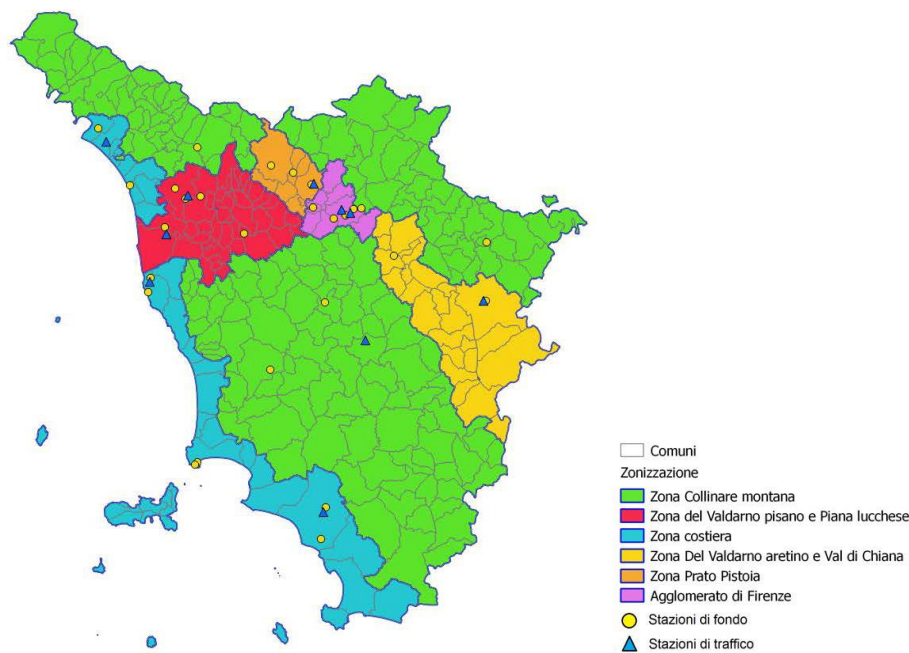 Comuni
Zonizzazione
Zona Collinare montana
Zona del Valdarno pisano e Piana lucchese
Zona costiera
Zona Del Valdarno aretino e Val di Chiana
Zona Prato Pistoia
Agglomerato di Firenze
Stazioni di fondo
Stazioni di traffico